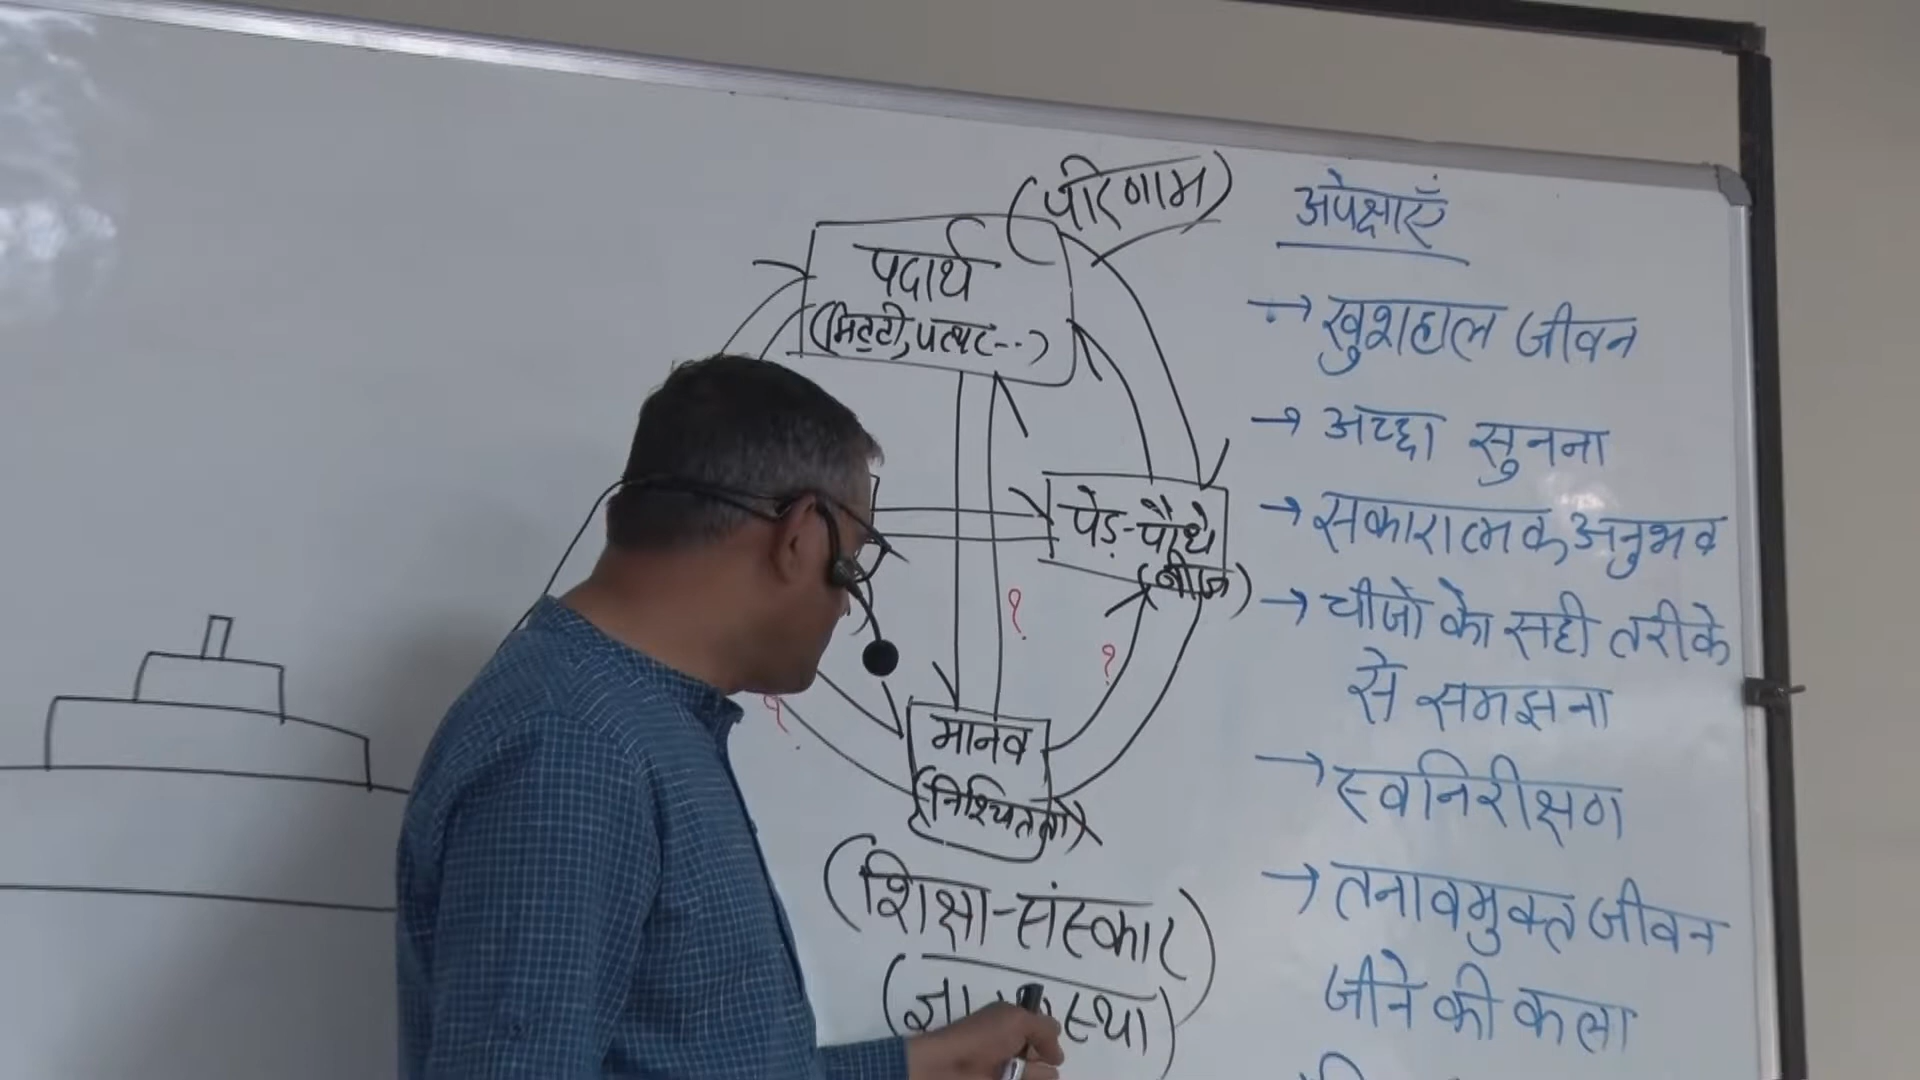 (परिणाम)
पदार्थ
(मिट्टी, पत्थर--)
पेड़-पौधे
(बीज)
?
?
?
मानव
(निश्चितता)
(शिक्षा-संस्कार)
अपेक्षाएँ
→ खुशहाल जीवन
→ अच्छा सुनना
→ सकारात्मक अनुभव
→ चीजों को सही तरीके
से समझना
→ स्वनिरीक्षण
→ तनावमुक्त जीवन
जीने की कला